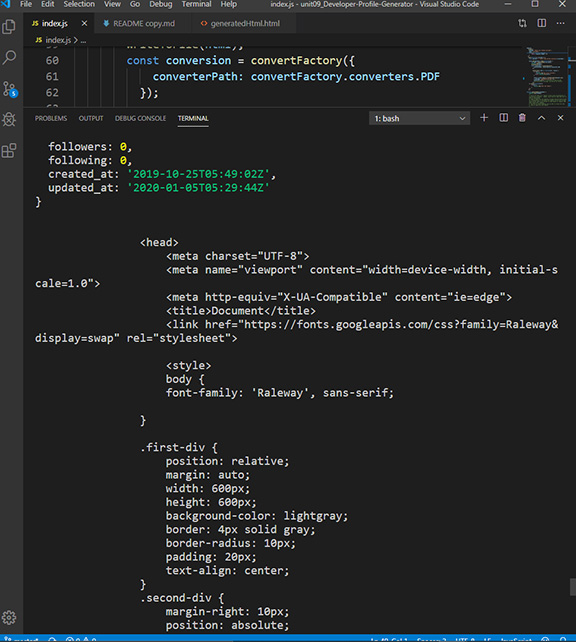 File Edit Selection View Go Debug Terminal Help index.js - unit09_Developer-Profile-Generator - Visual Studio Code
JS index.js × README copy.md <> generatedHtml.html
JS index.js > ...
60 const conversion = convertFactory({
61 converterPath: convertFactory.converters.PDF
62 });
PROBLEMS OUTPUT DEBUG CONSOLE TERMINAL 1: bash
followers: 0,
following: 0,
created_at: '2019-10-25T05:49:02Z',
updated_at: '2020-01-05T05:29:44Z'
}
<head>
<meta charset="UTF-8">
<meta name="viewport" content="width=device-width, initial-s
cale=1.0">
<meta http-equiv="X-UA-Compatible" content="ie=edge">
<title>Document</title>
<link href="https://fonts.googleapis.com/css?family=Raleway&
display=swap" rel="stylesheet">
<style>
body {
font-family: 'Raleway', sans-serif;
}
.first-div {
position: relative;
margin: auto;
width: 600px;
height: 600px;
background-color: lightgray;
border: 4px solid gray;
border-radius: 10px;
padding: 20px;
text-align: center;
}
.second-div {
margin-right: 10px;
position: absolute;